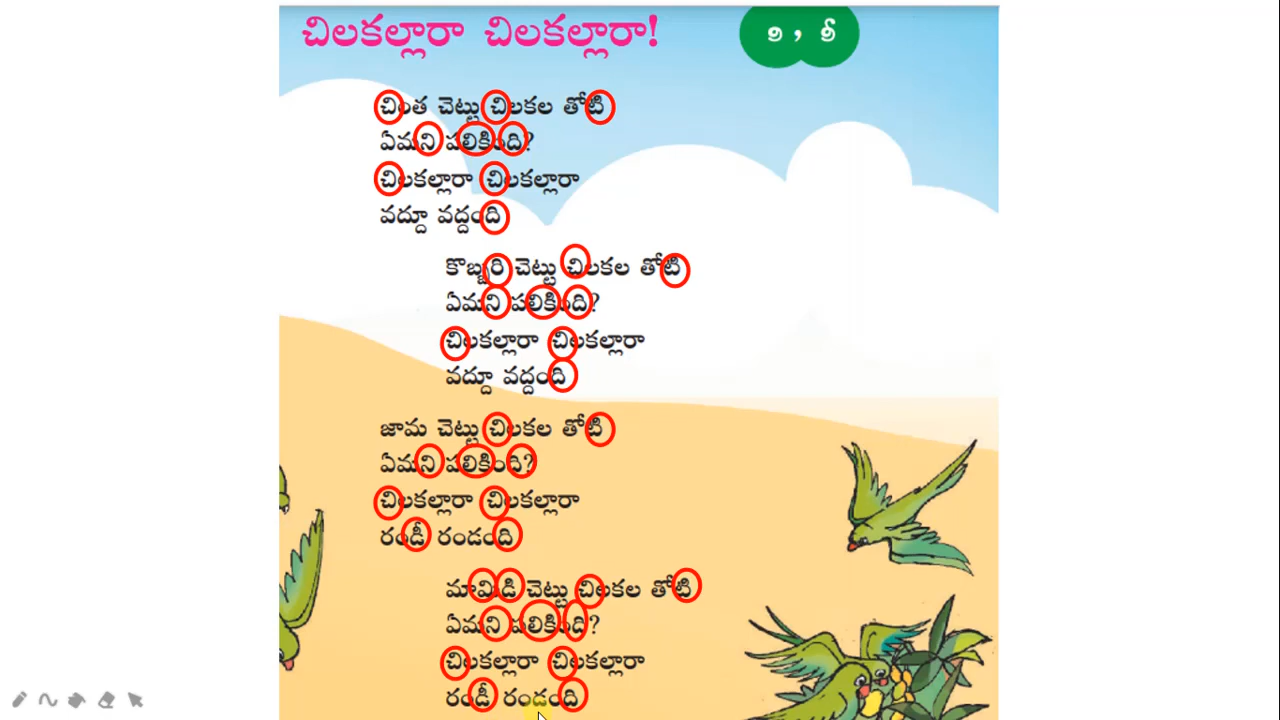 చిలకల్లారా చిలకల్లారా!
ి , ీ
చింత చెట్టు చిలకల తోటి
ఏమని పలికింది?
చిలకల్లారా చిలకల్లారా
వద్దూ వద్దంది
కొబ్బరి చెట్టు చిలకల తోటి
ఏమని పలికింది?
చిలకల్లారా చిలకల్లారా
వద్దూ వద్దంది
జామ చెట్టు చిలకల తోటి
ఏమని పలికింది?
చిలకల్లారా చిలకల్లారా
రండీ రండంది
మామిడి చెట్టు చిలకల తోటి
ఏమని పలికింది?
చిలకల్లారా చిలకల్లారా
రండీ రండంది